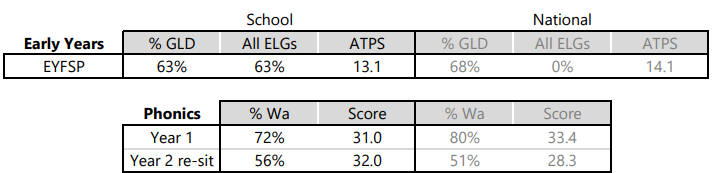 School National
Early Years % GLD All ELGs ATPS % GLD All ELGs ATPS
EYFSP 63% 63% 13.1 68% 0% 14.1
Phonics % Wa Score % Wa Score
Year 1 72% 31.0 80% 33.4
Year 2 re-sit 56% 32.0 51% 28.3